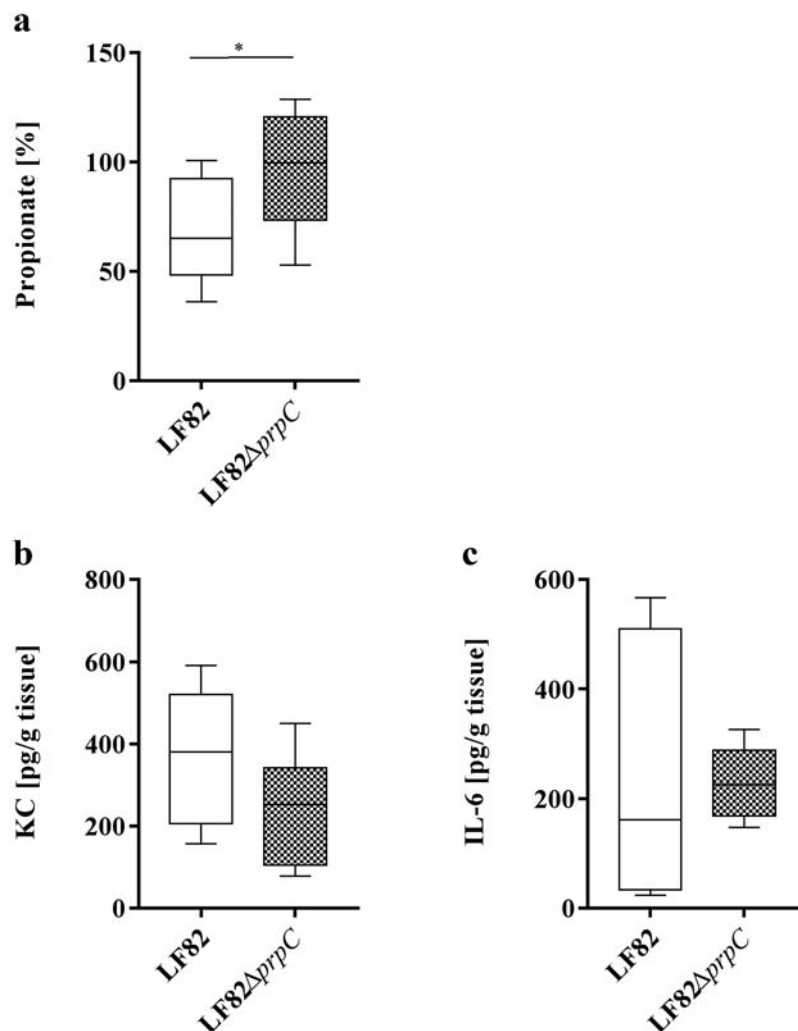 a
*
Propionate [%]
150
100
50
0
LF82
LF82ΔprpC
b
KC [pg/g tissue]
800
600
400
200
0
LF82
LF82ΔprpC
c
IL-6 [pg/g tissue]
600
400
200
0
LF82
LF82ΔprpC